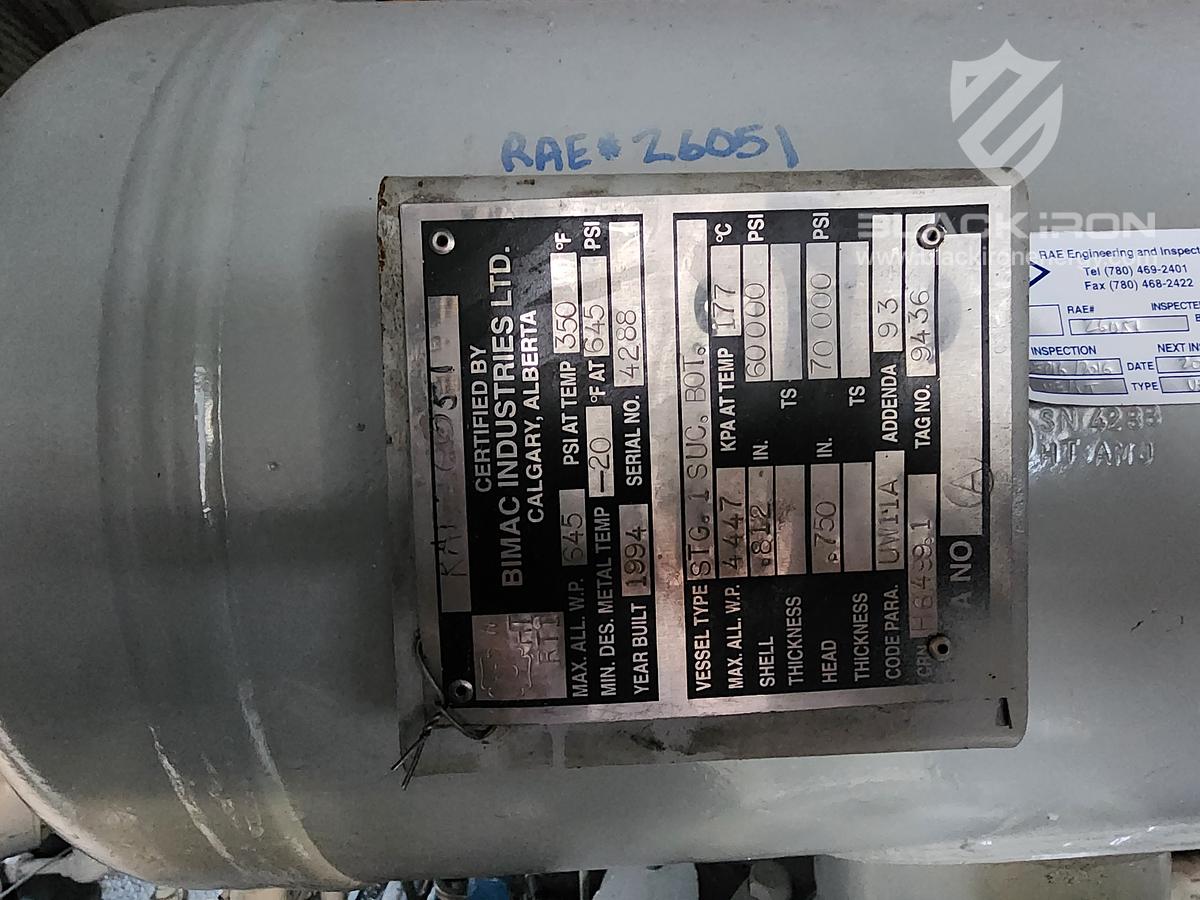 RAE# 26051
CERTIFIED BY
BIMAC INDUSTRIES LTD.
CALGARY, ALBERTA
RT1
MAX. ALL. W.P. 645 PSI AT TEMP 350 °F
MIN. DES. METAL TEMP -20 °F AT 645 PSI
YEAR BUILT 1994 SERIAL NO. 4288
VESSEL TYPE STG. 1 SUC. BOT.
MAX. ALL. W.P. 4447 KPA AT TEMP 177 °C
SHELL .812 IN. 60000 PSI
THICKNESS TS
HEAD .750 IN. 70000 PSI
THICKNESS TS
CODE PARA. UW11A ADDENDA 93
CRN H6499.1 TAG NO. 9436
A NO A
RAE Engineering and Inspect
Tel (780) 469-2401
Fax (780) 468-2422
RAE# INSPECTE
26051
INSPECTION DATE NEXT IN
TYPE
SN 4288
HT AMJ
BLACK iRON